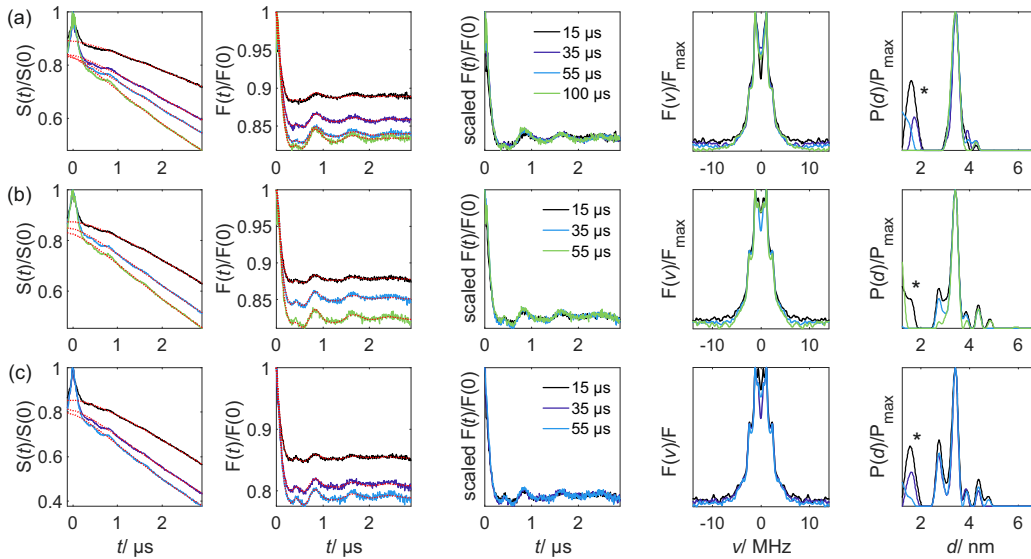 (a)
S(t)/S(0)
1
0.8
0.6
0 1 2
F(t)/F(0)
1
0.95
0.9
0.85
0 1 2
scaled F(t)/F(0)
15 µs
35 µs
55 µs
100 µs
0 1 2
F(v)/Fmax
-10 0 10
P(d)/Pmax
*
2 4 6
(b)
S(t)/S(0)
1
0.8
0.6
0 1 2
F(t)/F(0)
1
0.95
0.9
0.85
0 1 2
scaled F(t)/F(0)
15 µs
35 µs
55 µs
0 1 2
F(v)/Fmax
-10 0 10
P(d)/Pmax
*
2 4 6
(c)
S(t)/S(0)
1
0.8
0.6
0.4
0 1 2
t/ µs
F(t)/F(0)
1
0.9
0.8
0 1 2
t/ µs
scaled F(t)/F(0)
15 µs
35 µs
55 µs
0 1 2
t/ µs
F(v)/F
-10 0 10
v/ MHz
P(d)/Pmax
*
2 4 6
d/ nm